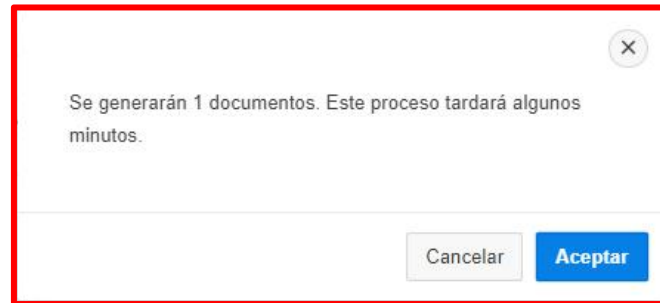 Se generarán 1 documentos. Este proceso tardará algunos
minutos.
Cancelar
Aceptar